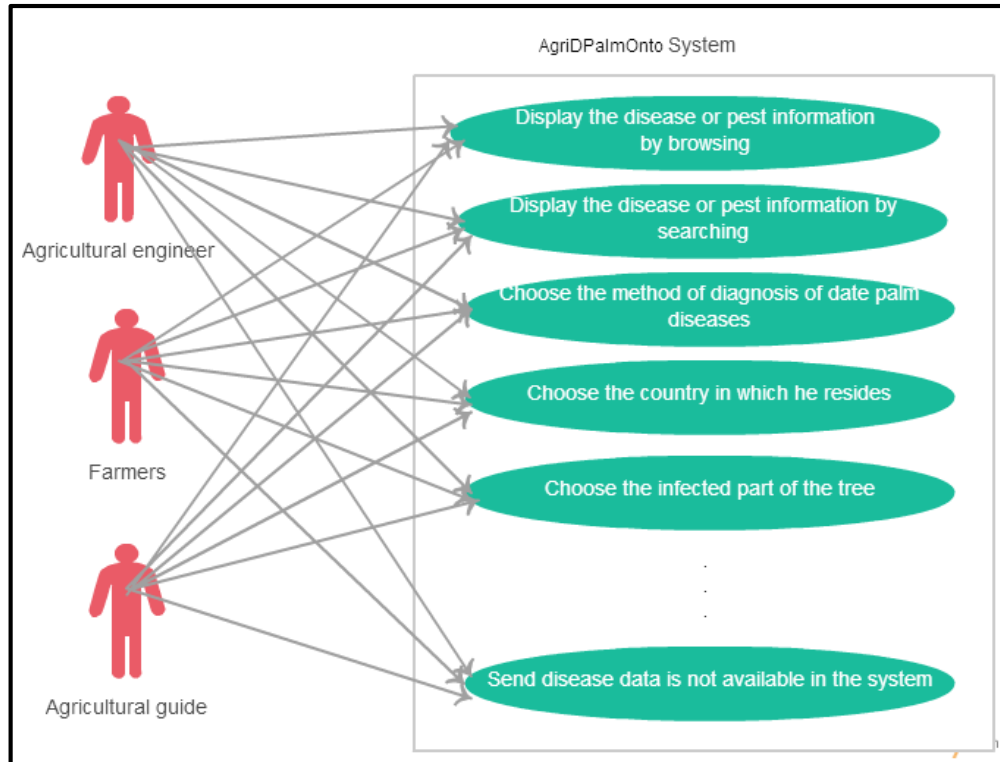 AgriDPalmOnto System
Display the disease or pest information
by browsing
Agricultural engineer
Display the disease or pest information by
searching
Choose the method of diagnosis of date palm
diseases
Farmers
Choose the country in which he resides
Choose the infected part of the tree
.
.
.
Agricultural guide
Send disease data is not available in the system